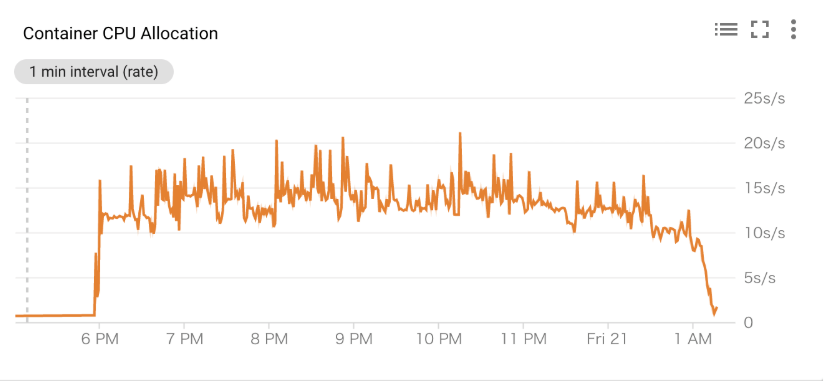 Container CPU Allocation
1 min interval (rate)
25s/s
20s/s
15s/s
10s/s
5s/s
0
6 PM 7 PM 8 PM 9 PM 10 PM 11 PM Fri 21 1 AM